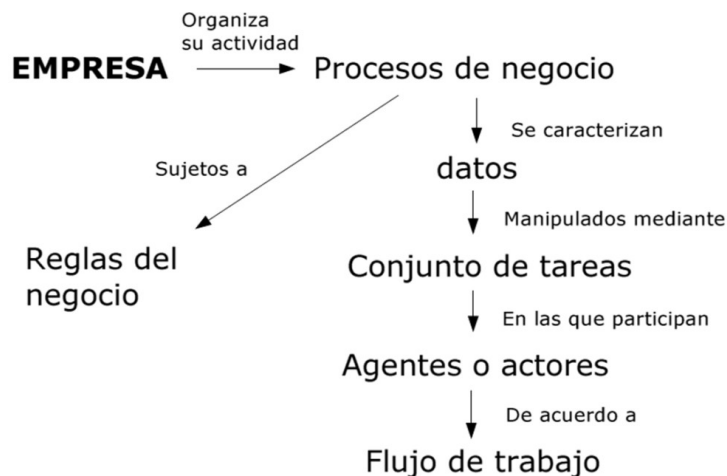 Organiza
su actividad
EMPRESA
Procesos de negocio
Se caracterizan
Sujetos a
datos
Manipulados mediante
Reglas del
negocio
Conjunto de tareas
En las que participan
Agentes o actores
De acuerdo a
Flujo de trabajo